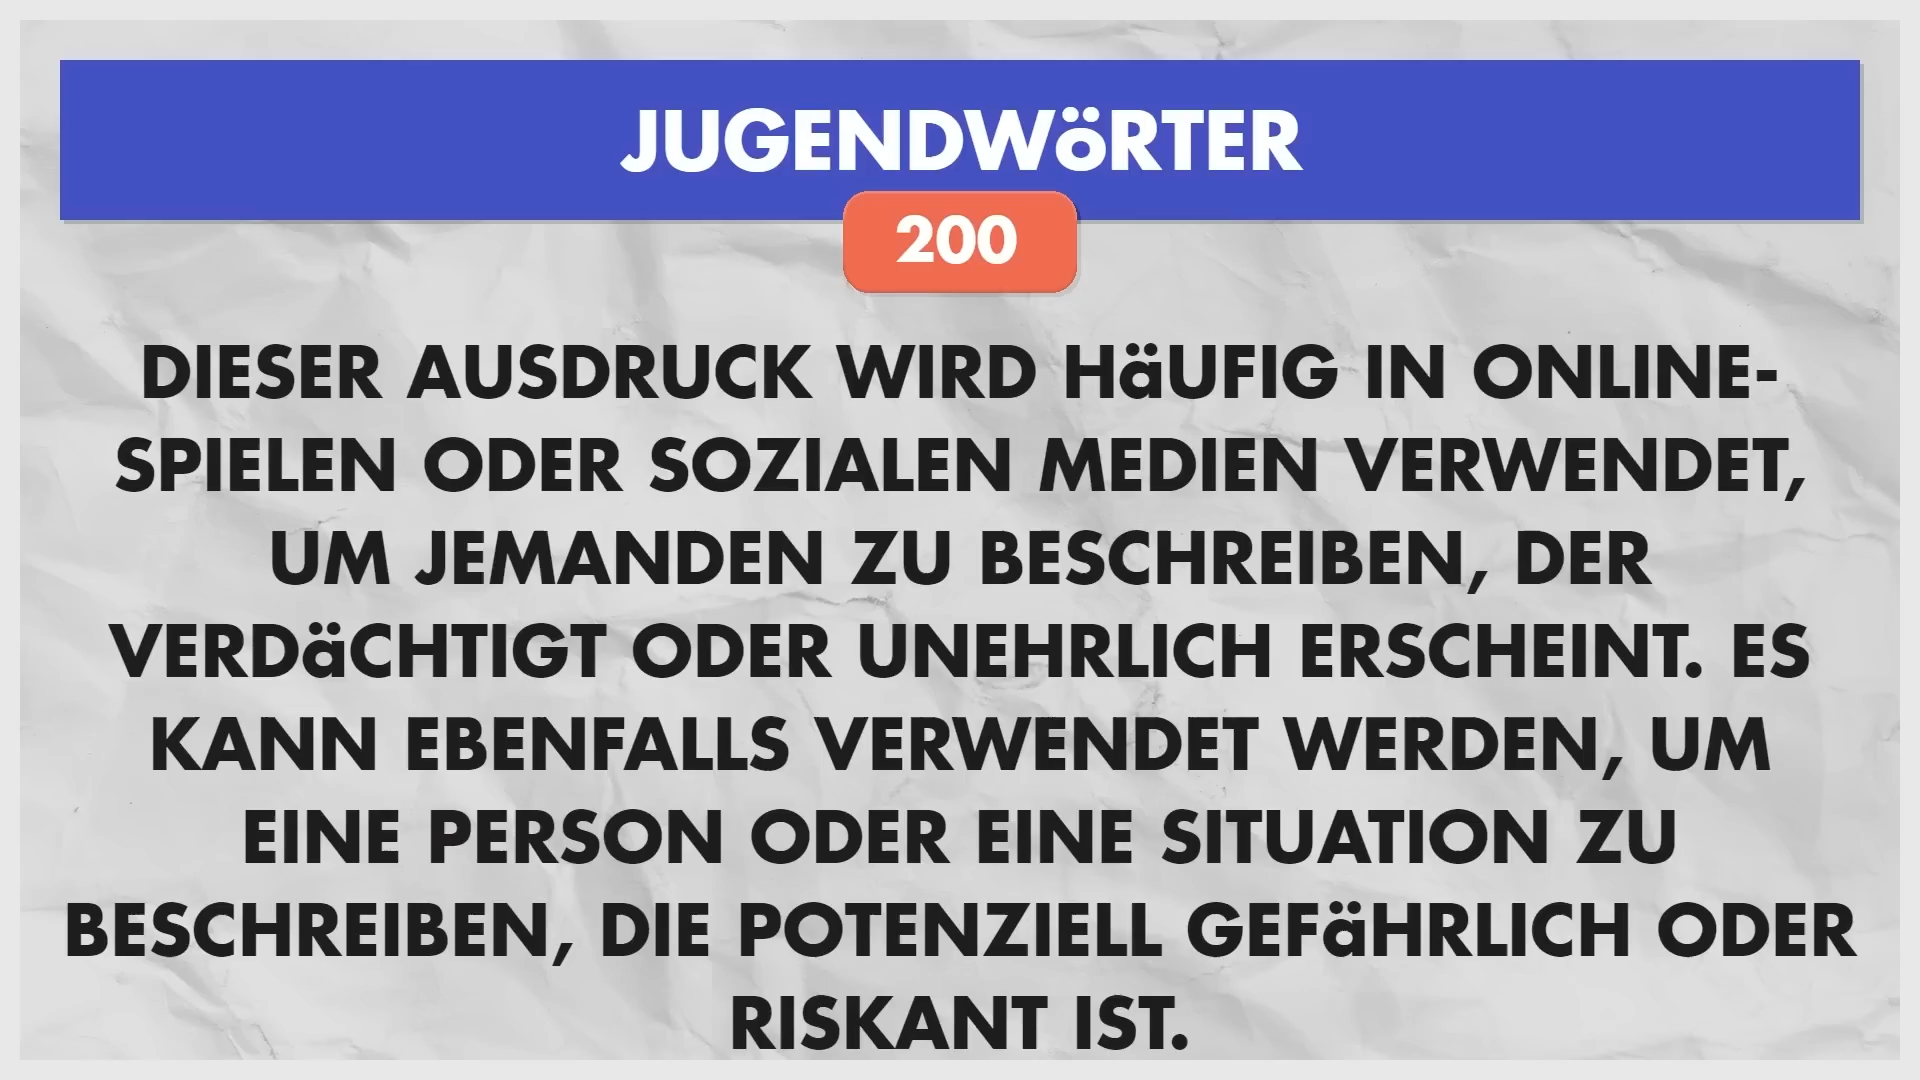 JUGENDWöRTER
200
DIESER AUSDRUCK WIRD HäUFIG IN ONLINE-
SPIELEN ODER SOZIALEN MEDIEN VERWENDET,
UM JEMANDEN ZU BESCHREIBEN, DER
VERDäCHTIGT ODER UNEHRLICH ERSCHEINT. ES
KANN EBENFALLS VERWENDET WERDEN, UM
EINE PERSON ODER EINE SITUATION ZU
BESCHREIBEN, DIE POTENZIELL GEFäHRLICH ODER
RISKANT IST.